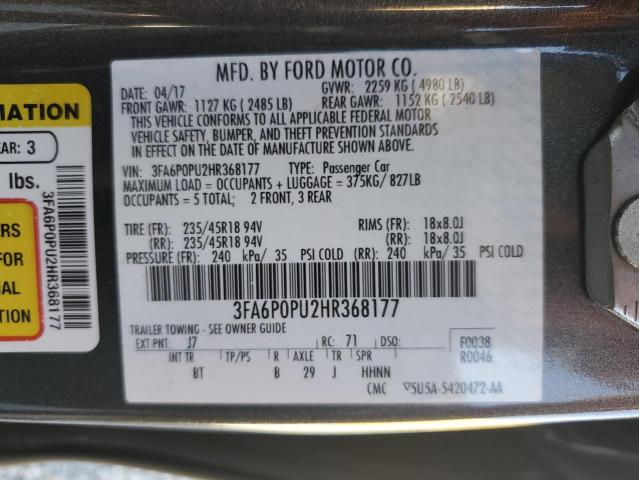 MFD. BY FORD MOTOR CO.
DATE: 04/17 GVWR: 2259 KG ( 4980 LB)
FRONT GAWR: 1127 KG ( 2485 LB) REAR GAWR: 1152 KG ( 2540 LB)
THIS VEHICLE CONFORMS TO ALL APPLICABLE FEDERAL MOTOR
VEHICLE SAFETY, BUMPER, AND THEFT PREVENTION STANDARDS
IN EFFECT ON THE DATE OF MANUFACTURE SHOWN ABOVE.
VIN: 3FA6P0PU2HR368177 TYPE: Passenger Car
MAXIMUM LOAD = OCCUPANTS + LUGGAGE = 375KG/ 827LB
OCCUPANTS = 5 TOTAL; 2 FRONT, 3 REAR
TIRE (FR): 235/45R18 94V RIMS (FR): 18x8.0J
(RR): 235/45R18 94V (RR): 18x8.0J
PRESSURE (FR): 240 kPa/ 35 PSI COLD (RR): 240 kPa/ 35 PSI COLD
3FA6P0PU2HR368177
TRAILER TOWING - SEE OWNER GUIDE
EXT PNT: J7 RC: 71 DSO: F0038
R0046
INT TR TP/PS R AXLE TR SPR
BT B 29 J HHNN
CMC ▽5U5A-5420472-AA
MATION
EAR: 3
lbs.
ERS
FOR
NAL
TION
3FA6P0PU2HR368177